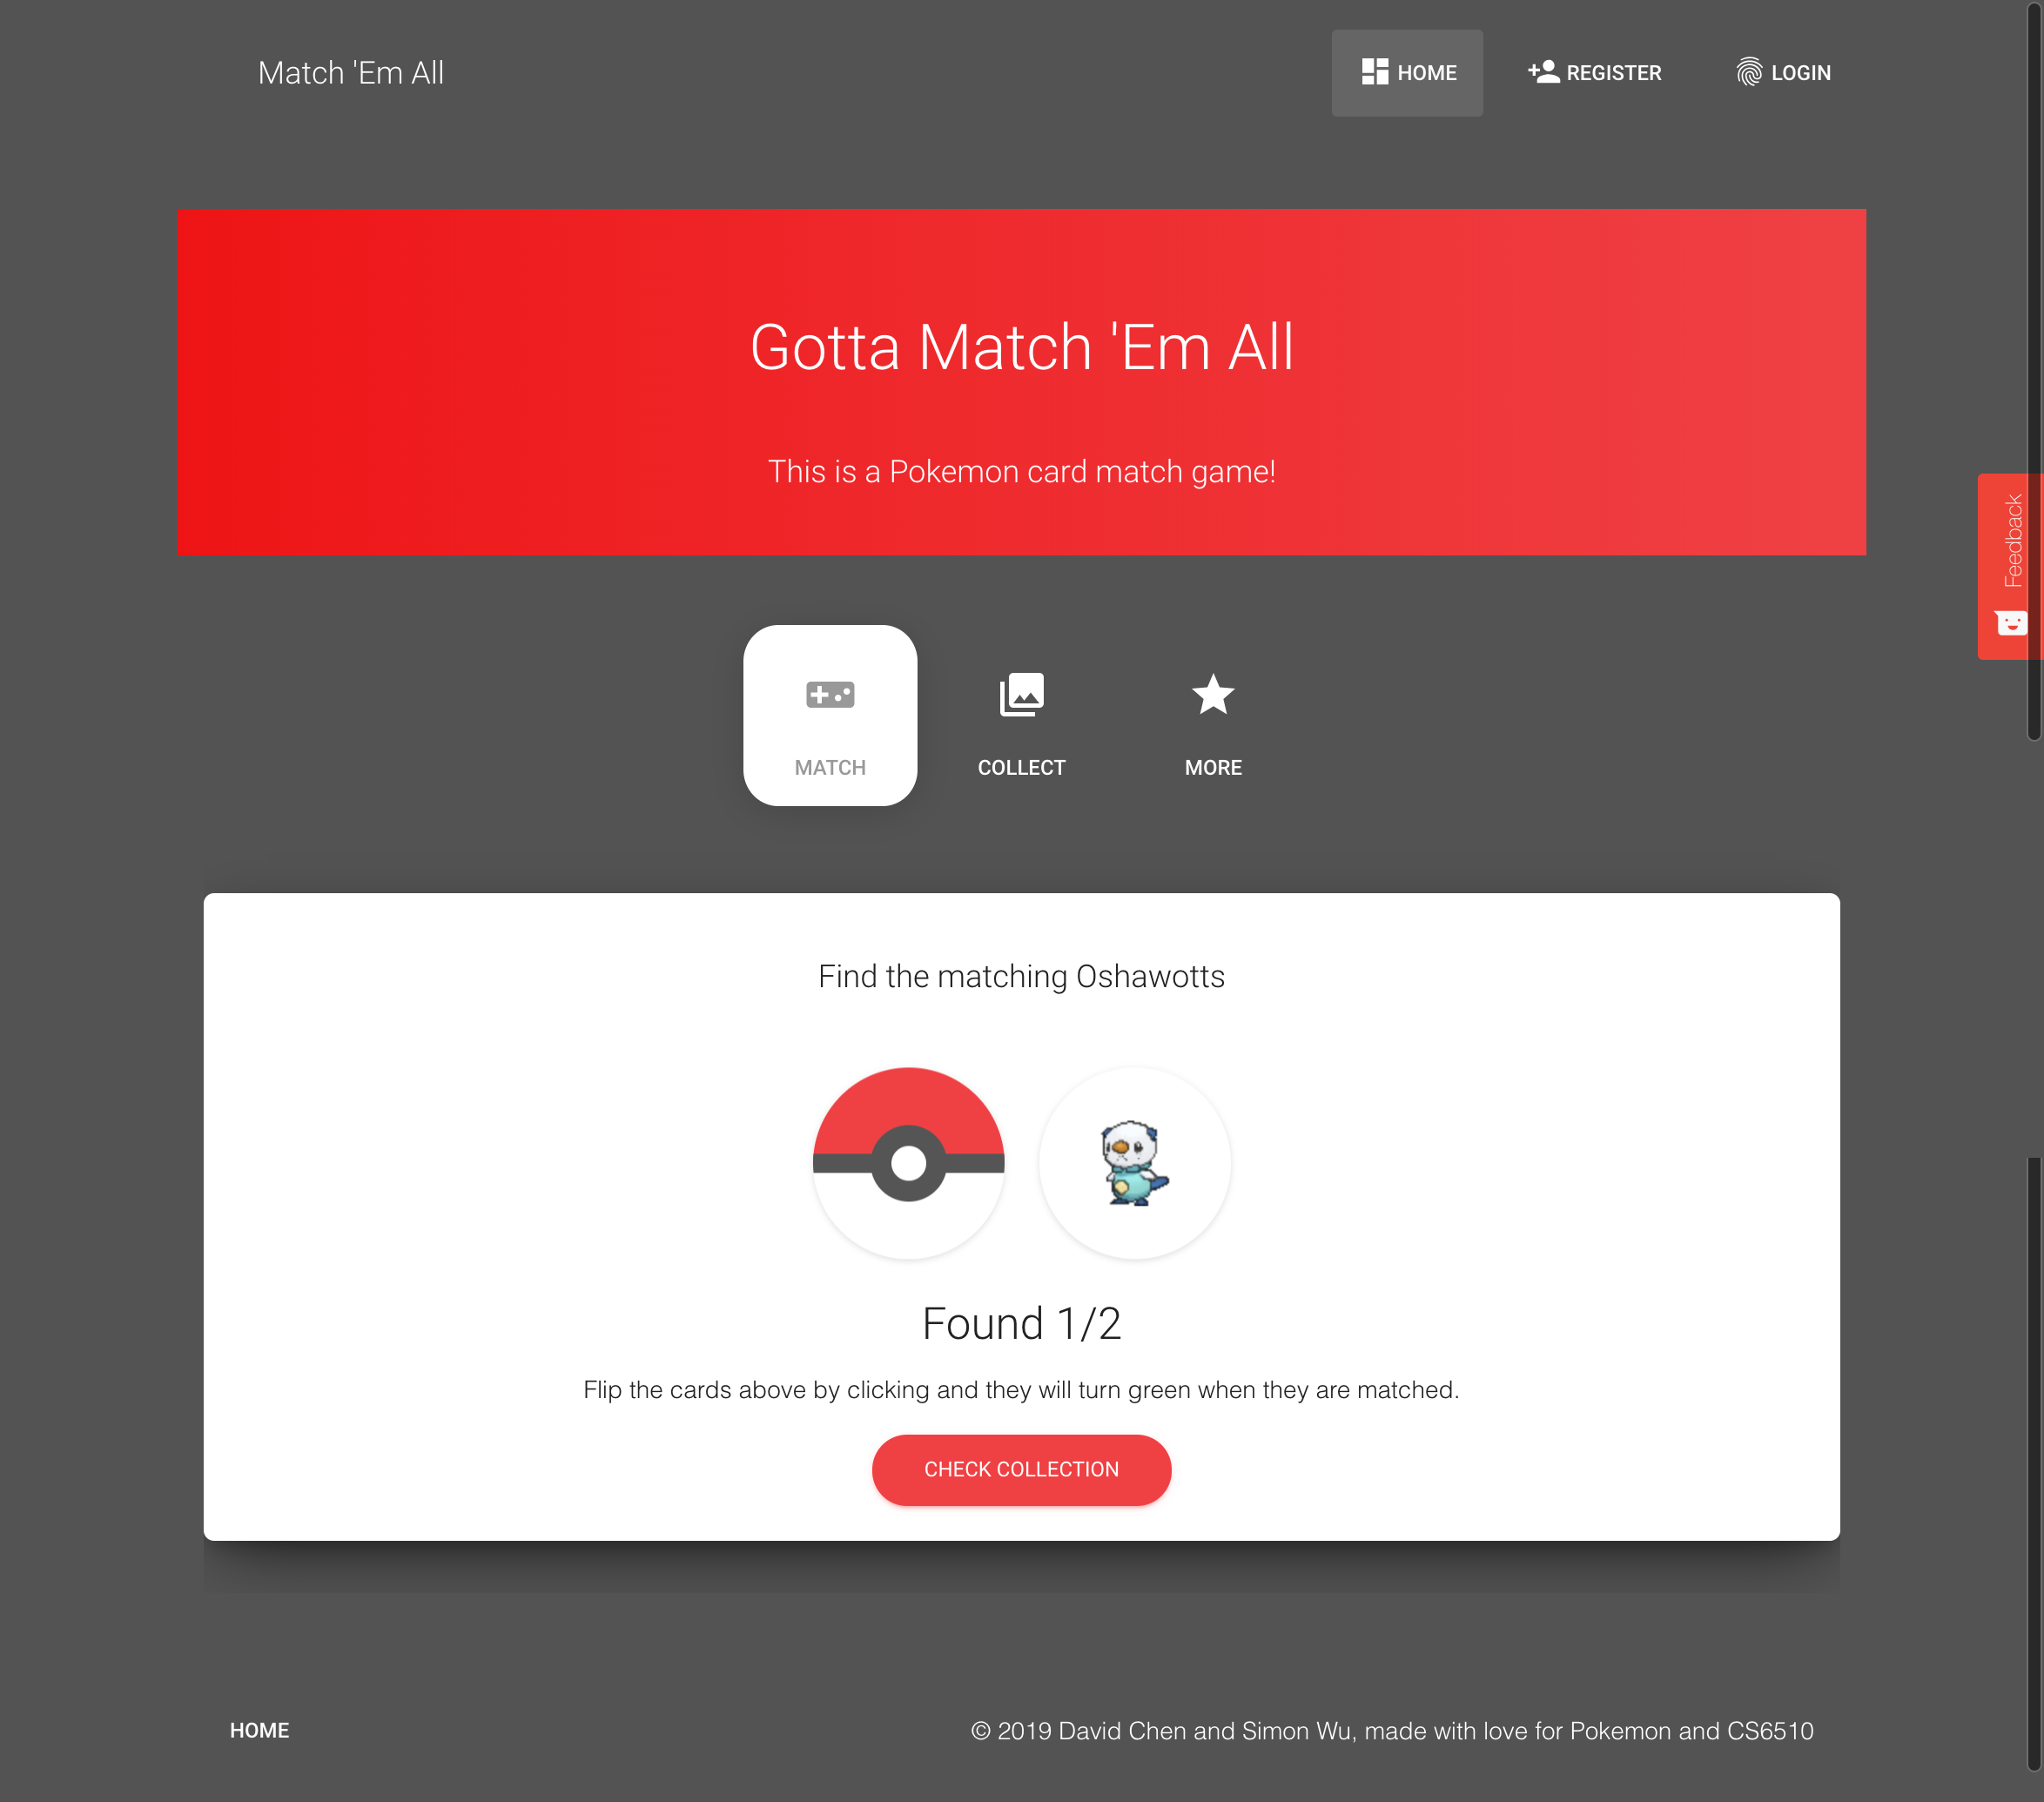 Match 'Em All
HOME
REGISTER
LOGIN
Gotta Match 'Em All
This is a Pokemon card match game!
Feedback
MATCH
COLLECT
MORE
Find the matching Oshawotts
Found 1/2
Flip the cards above by clicking and they will turn green when they are matched.
CHECK COLLECTION
HOME
© 2019 David Chen and Simon Wu, made with love for Pokemon and CS6510